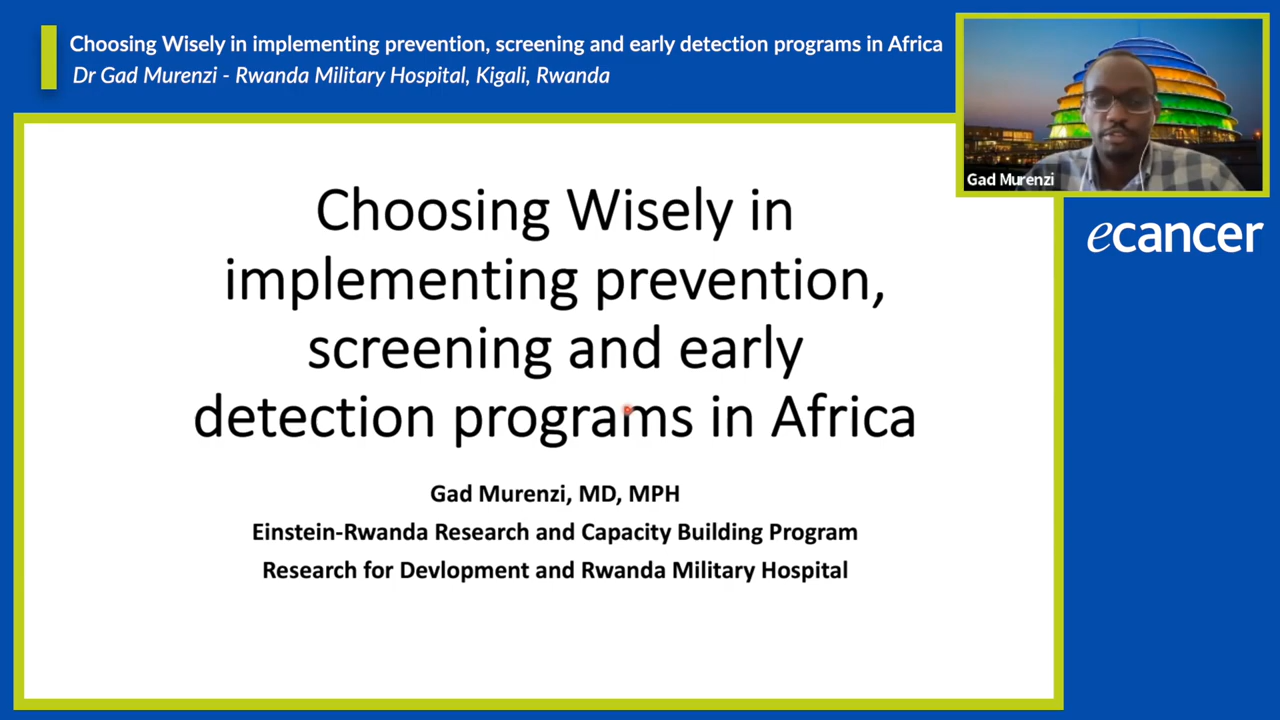 Choosing Wisely in implementing prevention, screening and early detection programs in Africa
Dr Gad Murenzi - Rwanda Military Hospital, Kigali, Rwanda
Gad Murenzi
ecancer
Choosing Wisely in
implementing prevention,
screening and early
detection programs in Africa
Gad Murenzi, MD, MPH
Einstein-Rwanda Research and Capacity Building Program
Research for Devlopment and Rwanda Military Hospital